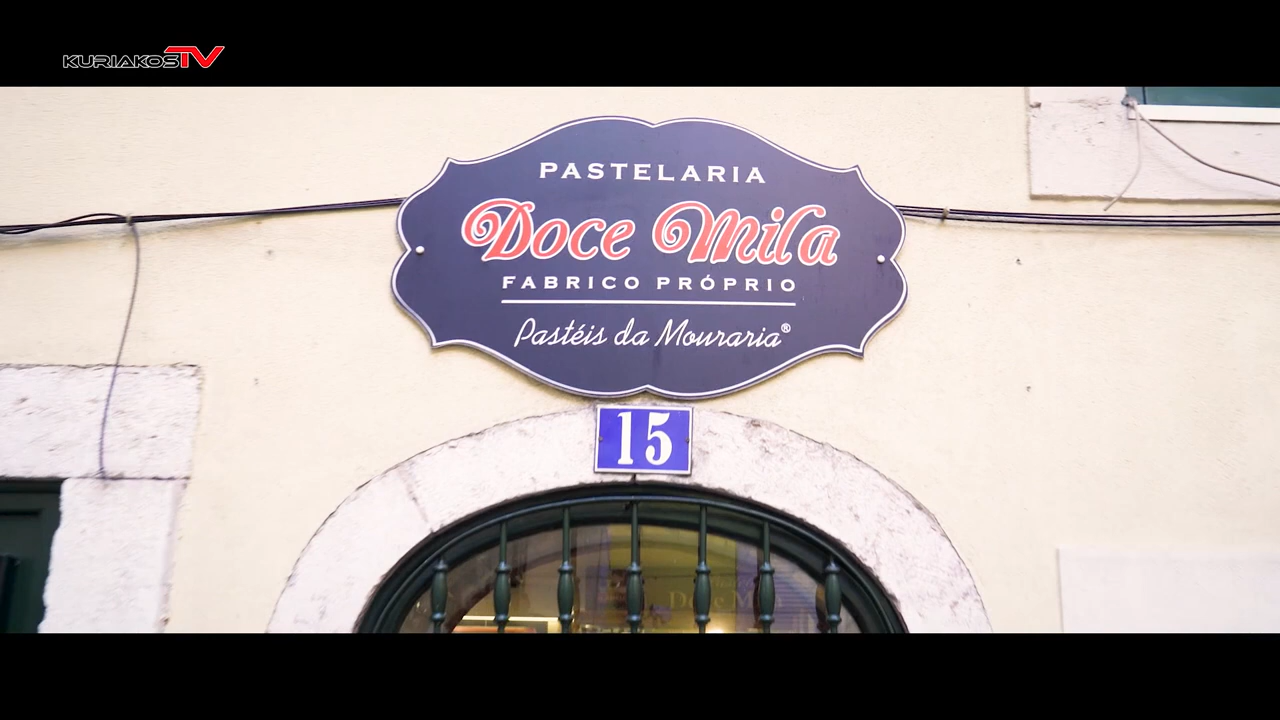 KURIAKOSTV
PASTELARIA
Doce Mila
FABRICO PRÓPRIO
Pastéis da Mouraria®
15